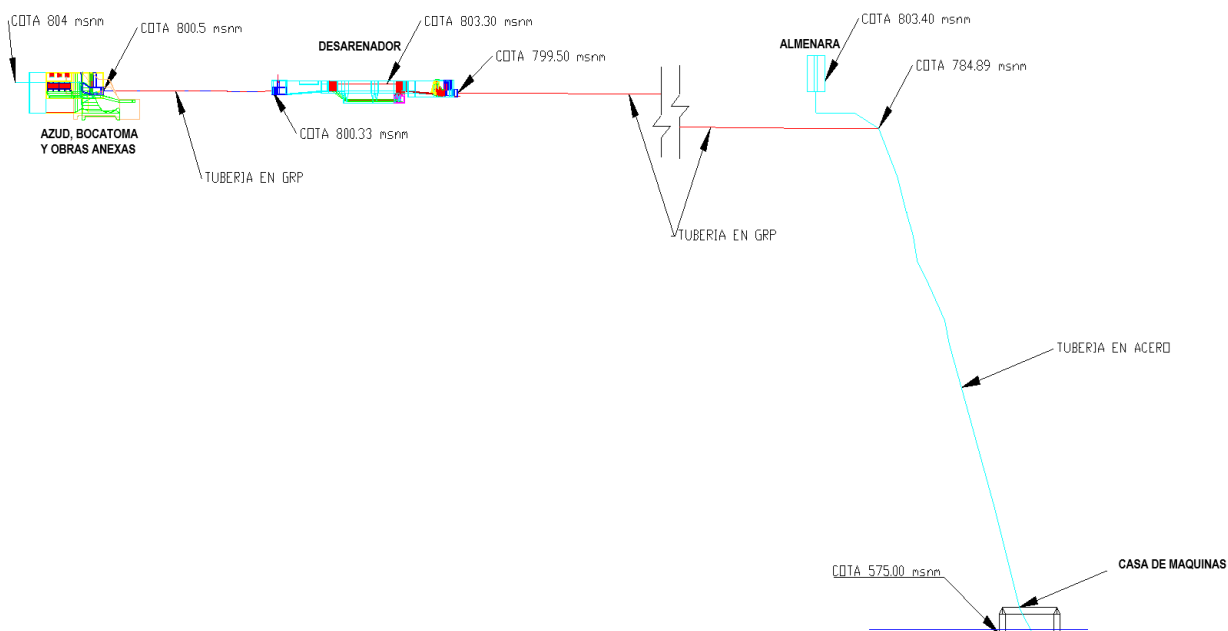 COTA 804 msnm
COTA 800.5 msnm
DESARENADOR
COTA 803.30 msnm
COTA 799.50 msnm
ALMENARA
COTA 803.40 msnm
COTA 784.89 msnm
AZUD, BOCATOMA
Y OBRAS ANEXAS
COTA 800.33 msnm
TUBERIA EN GRP
TUBERIA EN GRP
TUBERIA EN ACERO
COTA 575.00 msnm
CASA DE MAQUINAS